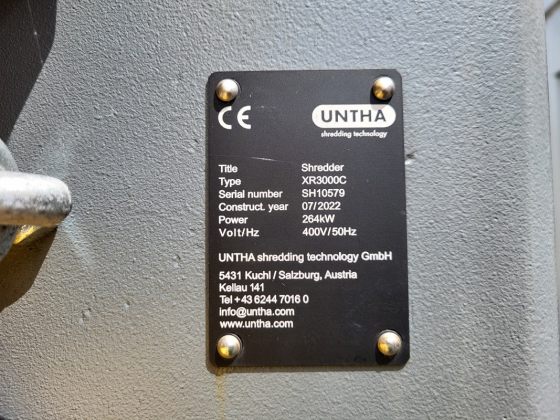 CE
UNTHA
shredding technology
Title Shredder
Type XR3000C
Serial number SH10579
Construct. year 07/2022
Power 264kW
Volt/Hz 400V/50Hz
UNTHA shredding technology GmbH
5431 Kuchl / Salzburg, Austria
Kellau 141
Tel +43 6244 7016 0
info@untha.com
www.untha.com